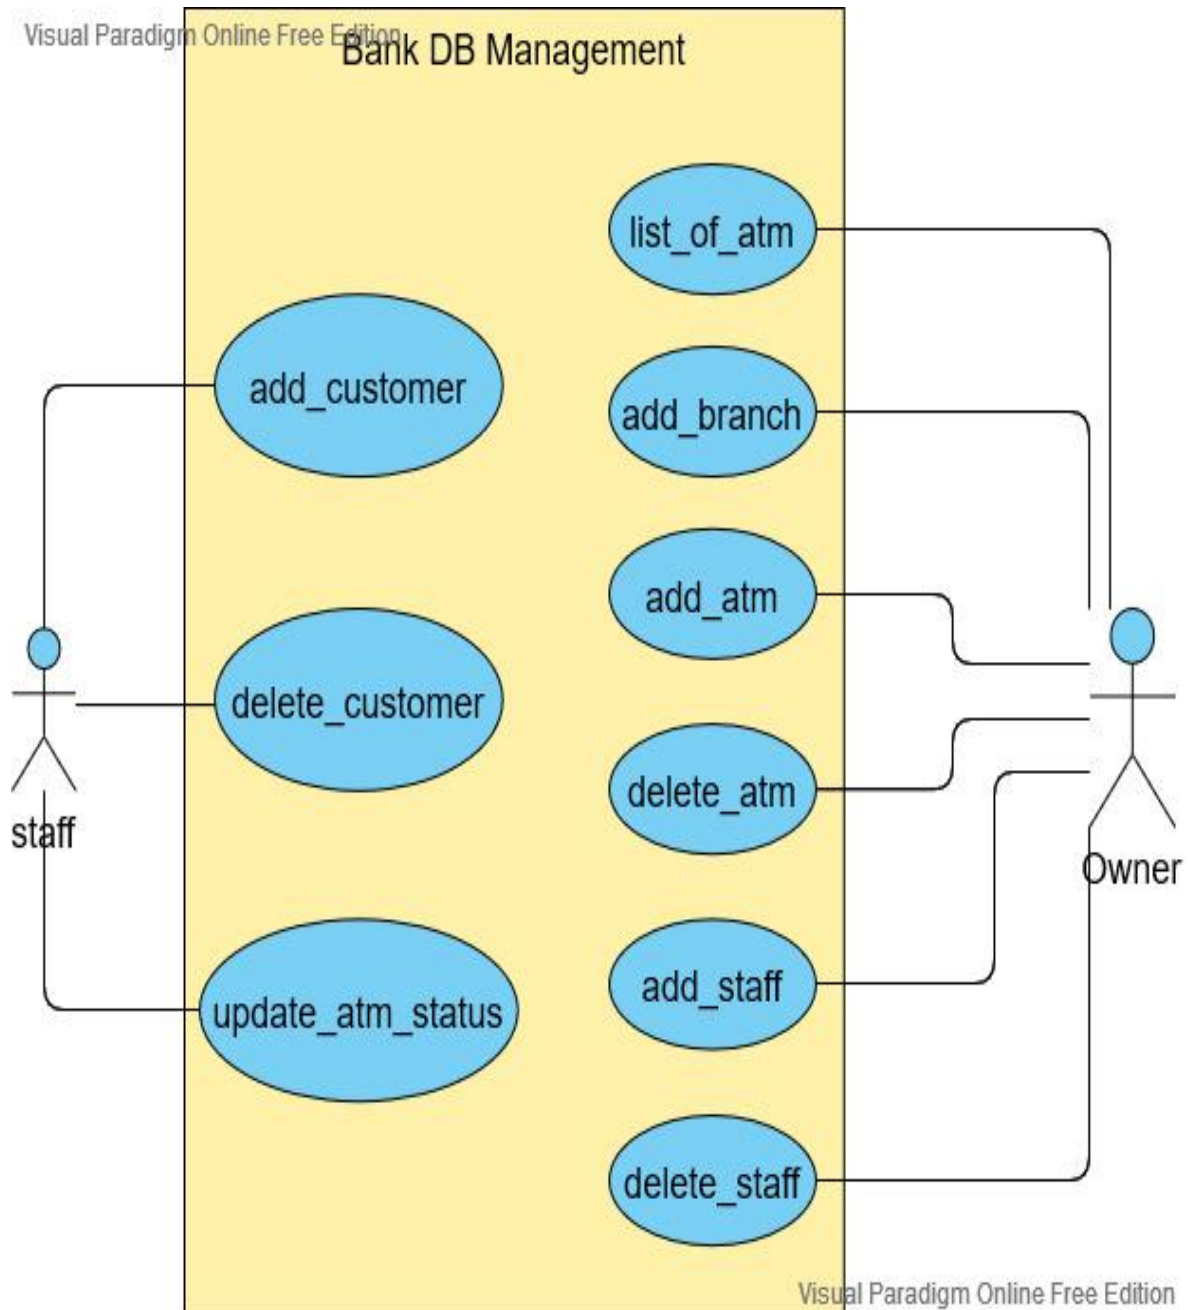 Visual Paradigm Online Free Edition
Bank DB Management
list_of_atm
add_customer
add_branch
add_atm
delete_customer
delete_atm
staff
Owner
add_staff
update_atm_status
delete_staff
Visual Paradigm Online Free Edition